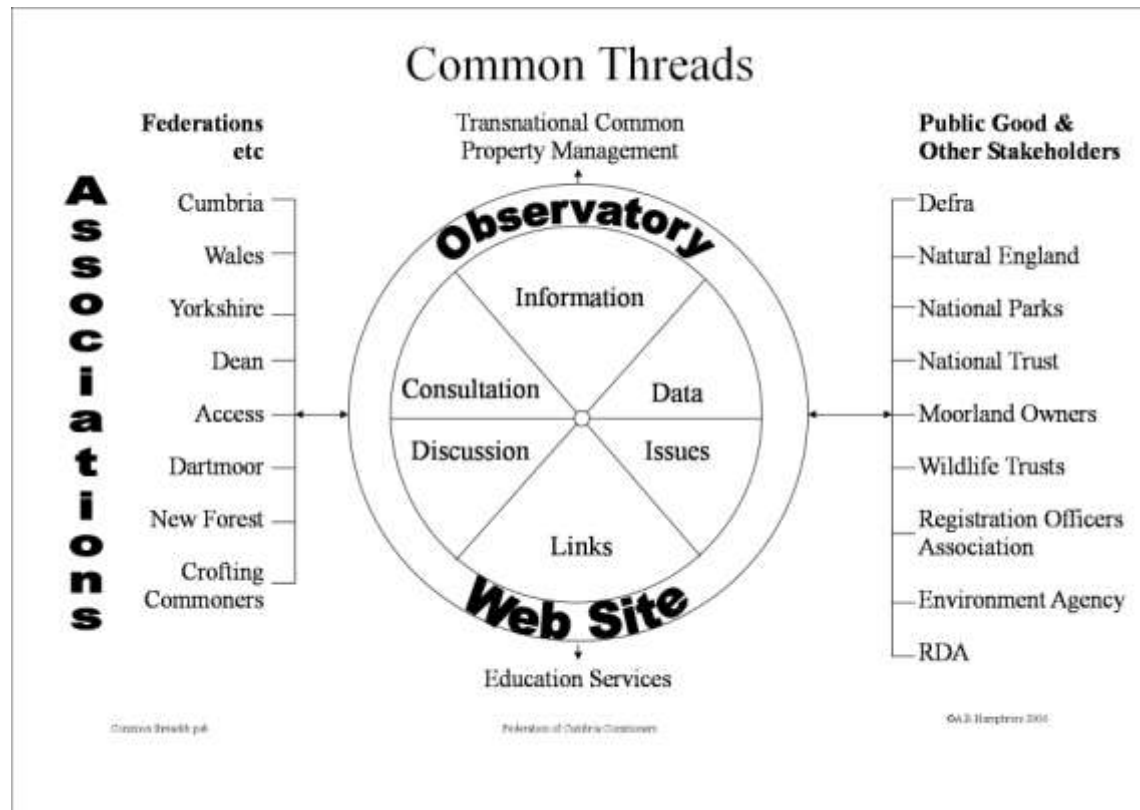 Common Threads
Federations
etc
Associations
Cumbria
Wales
Yorkshire
Dean
Access
Dartmoor
New Forest
Crofting
Commoners
Transnational Common
Property Management
Observatory
Information
Consultation
Data
Discussion
Issues
Links
Web Site
Education Services
Public Good &
Other Stakeholders
Defra
Natural England
National Parks
National Trust
Moorland Owners
Wildlife Trusts
Registration Officers
Association
Environment Agency
RDA
Federation of Cumbria Commoners